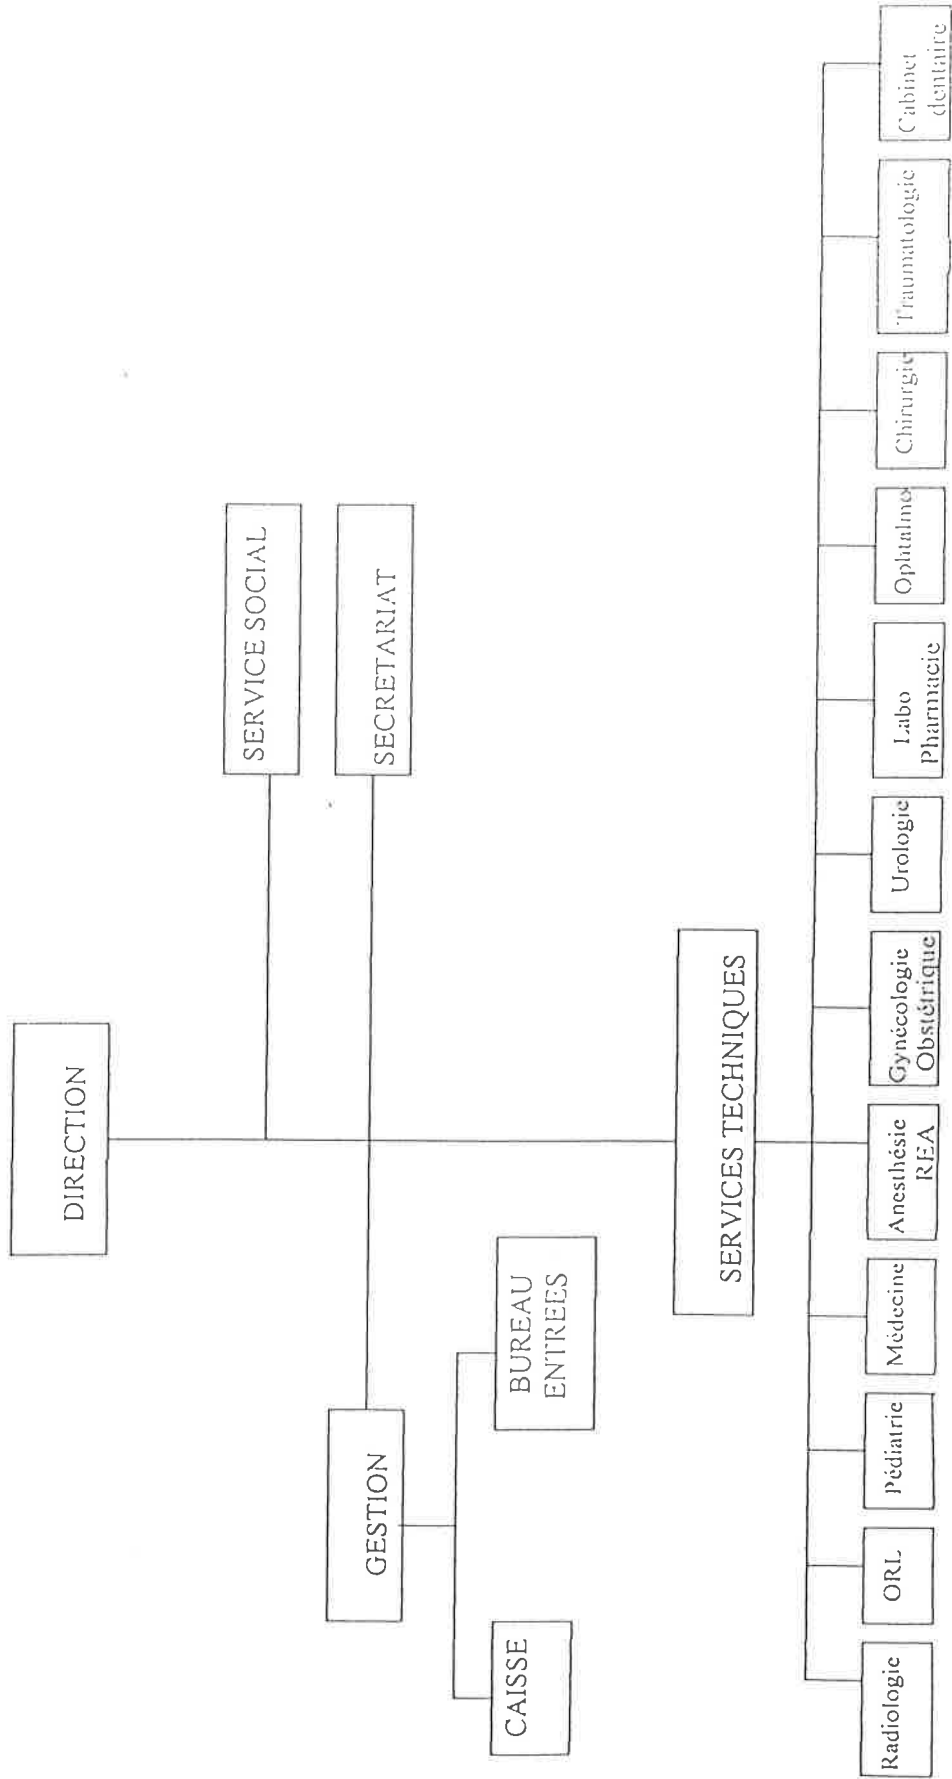 DIRECTION
SERVICE SOCIAL
GESTION
SECRETARIAT
CAISSE
BUREAU
ENTREES
SERVICES TECHNIQUES
Radiologie
ORL
Pédiatrie
Médecine
Anesthésie
REA
Gynécologie
Obstétrique
Urologie
Labo
Pharmacie
Ophtalmo
Chirurgie
Traumatologie
Cabinet
dentaire